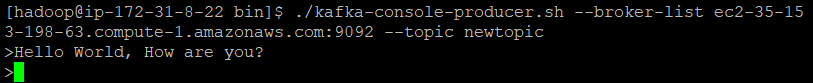 [hadoop@ip-172-31-8-22 bin]$ ./kafka-console-producer.sh --broker-list ec2-35-15
3-198-63.compute-1.amazonaws.com:9092 --topic newtopic
>Hello World, How are you?
>